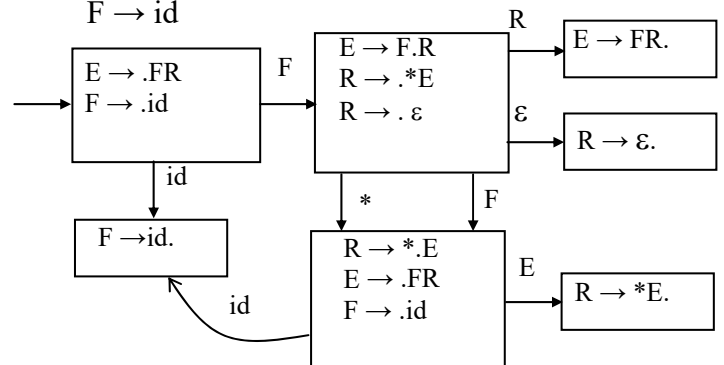 F → id
E → .FR
F → .id
F
E → F.R
R → .*E
R → . ε
R
E → FR.
ε
R → ε.
id
F →id.
*
F
R → *.E
E → .FR
F → .id
E
R → *E.
id